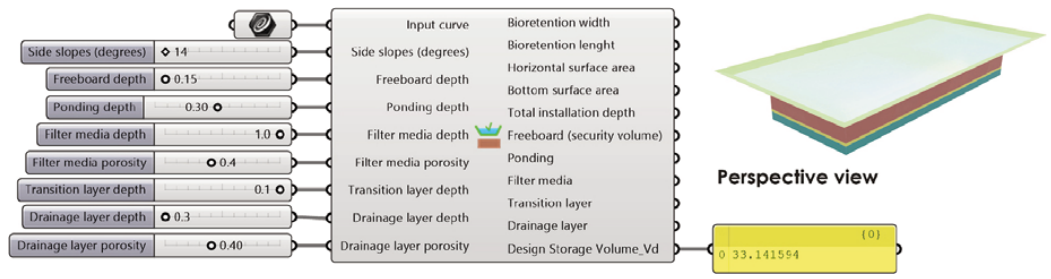 Side slopes (degrees) 14
Freeboard depth 0.15
Ponding depth 0.30
Filter media depth 1.0
Filter media porosity 0.4
Transition layer depth 0.1
Drainage layer depth 0.3
Drainage layer porosity 0.40
Input curve
Side slopes (degrees)
Freeboard depth
Ponding depth
Filter media depth
Filter media porosity
Transition layer depth
Drainage layer depth
Drainage layer porosity
Bioretention width
Bioretention lenght
Horizontal surface area
Bottom surface area
Total installation depth
Freeboard (security volume)
Ponding
Filter media
Transition layer
Drainage layer
Design Storage Volume_Vd
Perspective view
{0}
0 33.141594